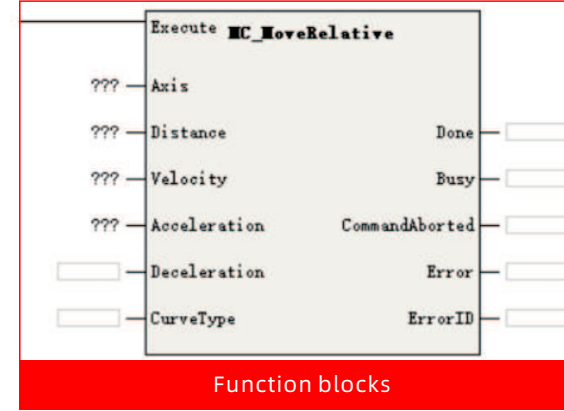 Execute MC_MoveRelative
??? Axis
??? Distance Done
??? Velocity Busy
??? Acceleration CommandAborted
Deceleration Error
CurveType ErrorID
Function blocks